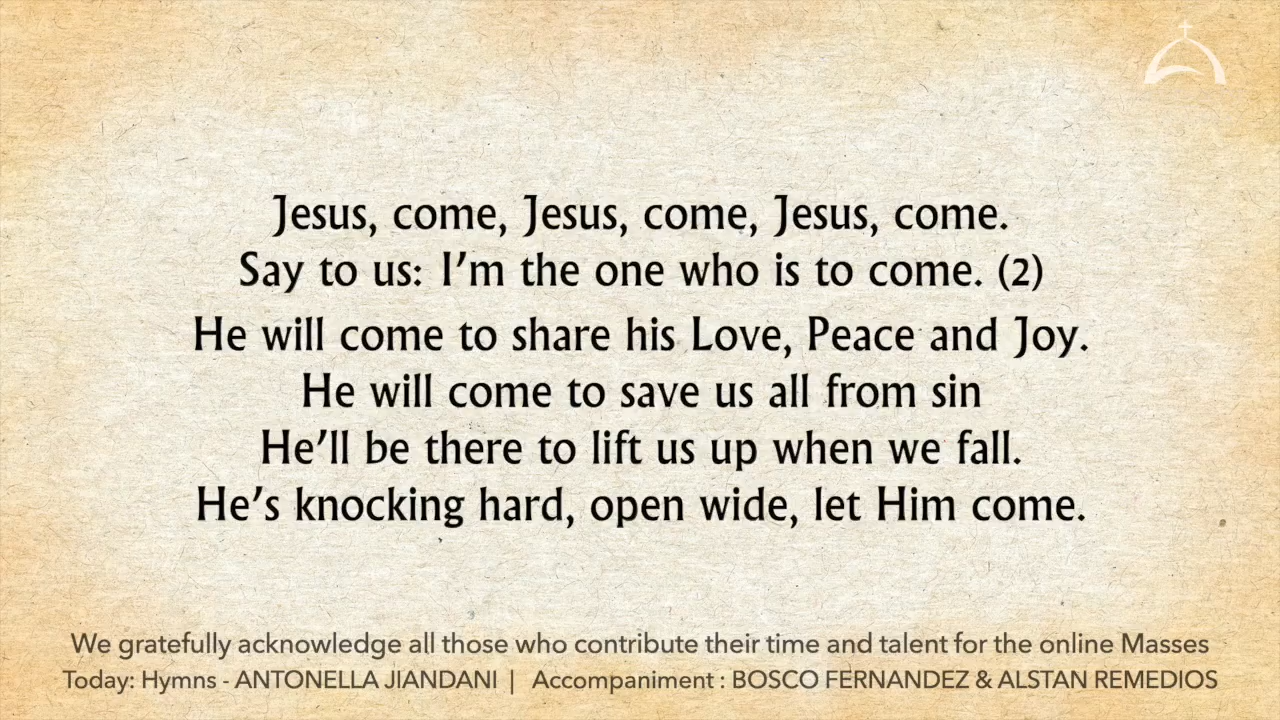 Jesus, come, Jesus, come, Jesus, come.
Say to us: I'm the one who is to come. (2)
He will come to share his Love, Peace and Joy.
He will come to save us all from sin
He'll be there to lift us up when we fall.
He's knocking hard, open wide, let Him come.
We gratefully acknowledge all those who contribute their time and talent for the online Masses
Today: Hymns - ANTONELLA JIANDANI | Accompaniment : BOSCO FERNANDEZ & ALSTAN REMEDIOS